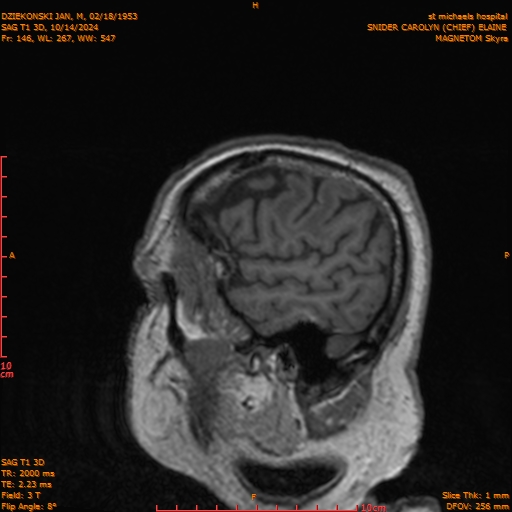 H
DZIEKONSKI JAN, M, 02/18/1953
SAG T1 3D, 10/14/2024
Fr: 146, WL: 267, WW: 547
st michaels hospital
SNIDER CAROLYN (CHIEF) ELAINE
MAGNETOM Skyra
A
P
10
cm
SAG T1 3D
TR: 2000 ms
TE: 2.23 ms
Field: 3 T
Flip Angle: 8°
F
10cm
Slice Thk: 1 mm
DFOV: 256 mm